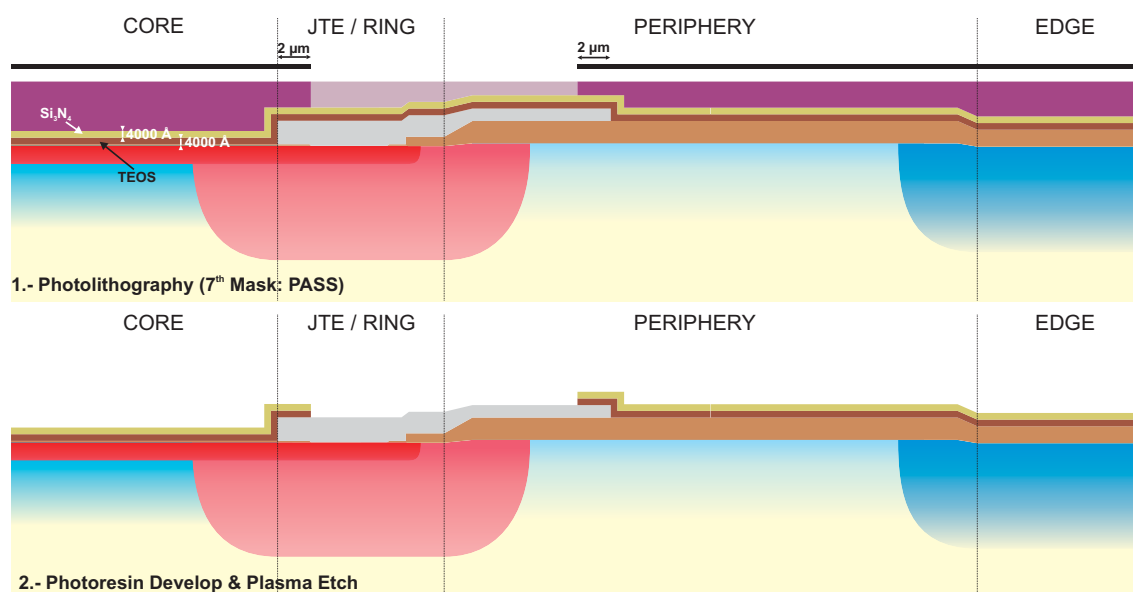 CORE JTE / RING PERIPHERY EDGE
2 µm 2 µm
Si₃N₄
4000 Å
4000 Å
TEOS
1.- Photolithography (7th Mask: PASS)
CORE JTE / RING PERIPHERY EDGE
2.- Photoresin Develop & Plasma Etch